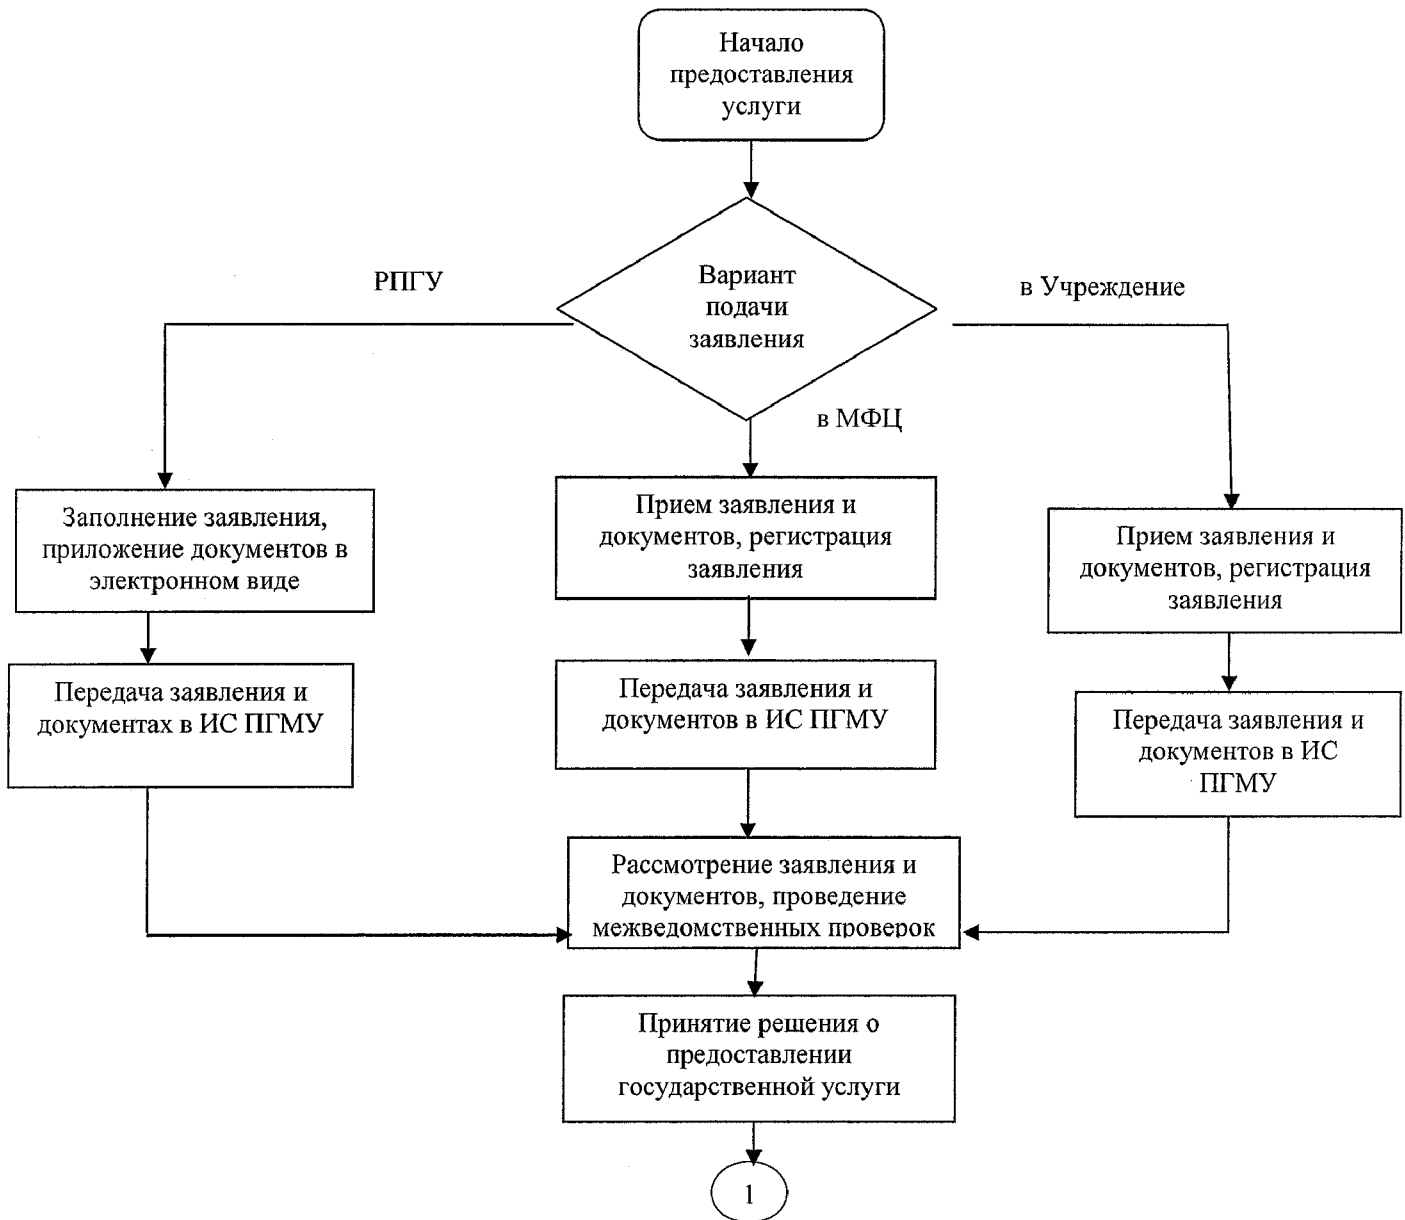 Начало
предоставления
услуги
РПГУ
Вариант
подачи
заявления
в Учреждение
в МФЦ
Заполнение заявления,
приложение документов в
электронном виде
Прием заявления и
документов, регистрация
заявления
Прием заявления и
документов, регистрация
заявления
Передача заявления и
документах в ИС ПГМУ
Передача заявления и
документов в ИС ПГМУ
Передача заявления и
документов в ИС
ПГМУ
Рассмотрение заявления и
документов, проведение
межведомственных проверок
Принятие решения о
предоставлении
государственной услуги
1